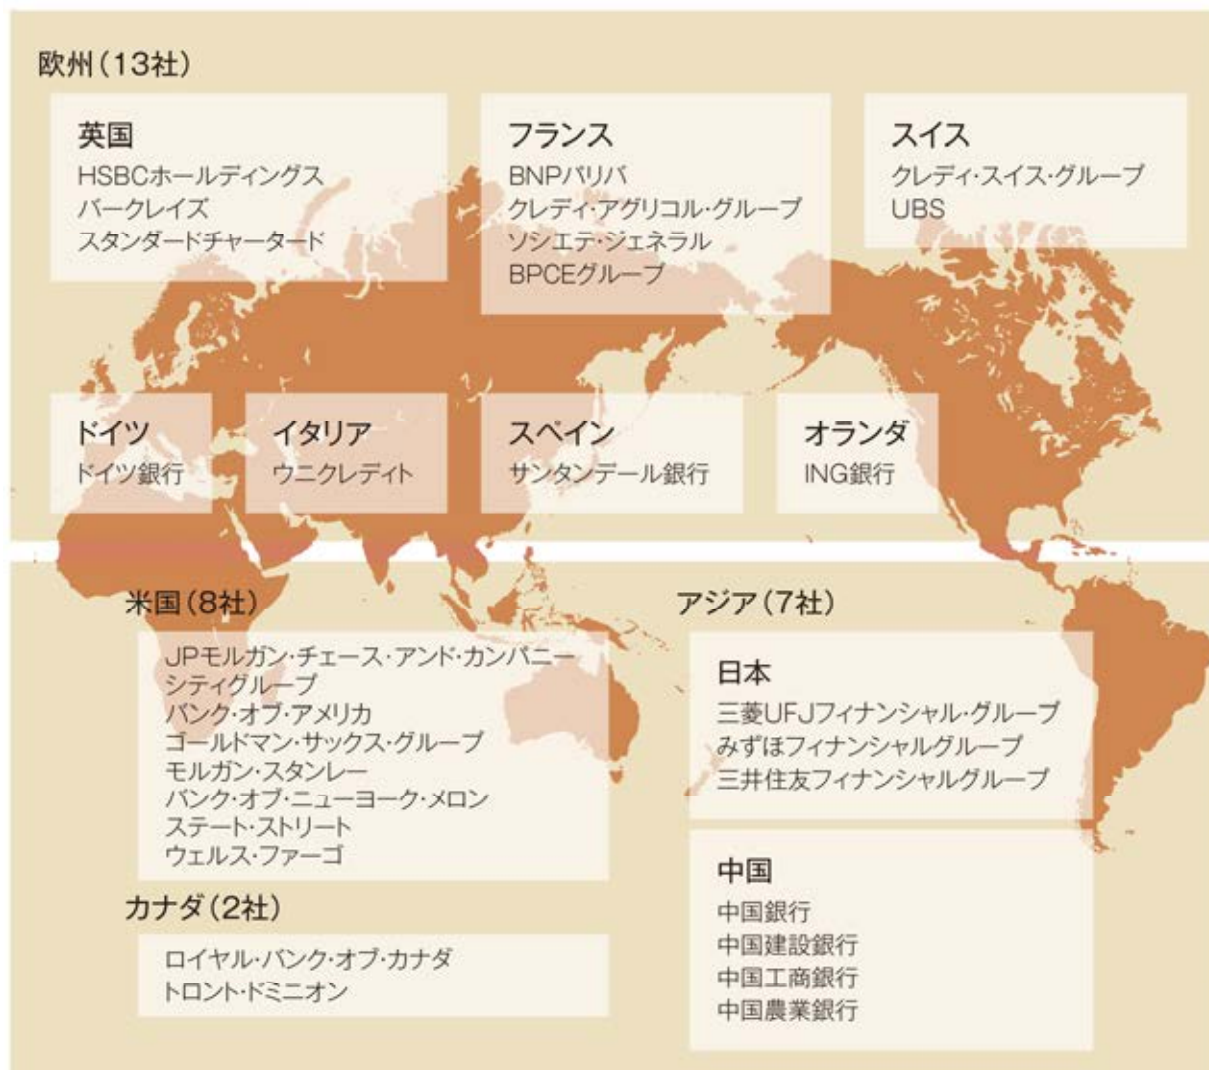 欧州(13社)
英国
HSBCホールディングス
バークレイズ
スタンダードチャータード
フランス
BNPパリバ
クレディ・アグリコル・グループ
ソシエテ・ジェネラル
BPCEグループ
スイス
クレディ・スイス・グループ
UBS
ドイツ
ドイツ銀行
イタリア
ウニクレディト
スペイン
サンタンデール銀行
オランダ
ING銀行
米国(8社)
JPモルガン・チェース・アンド・カンパニー
シティグループ
バンク・オブ・アメリカ
ゴールドマン・サックス・グループ
モルガン・スタンレー
バンク・オブ・ニューヨーク・メロン
ステート・ストリート
ウェルス・ファーゴ
カナダ(2社)
ロイヤル・バンク・オブ・カナダ
トロント・ドミニオン
アジア(7社)
日本
三菱UFJフィナンシャル・グループ
みずほフィナンシャルグループ
三井住友フィナンシャルグループ
中国
中国銀行
中国建設銀行
中国工商銀行
中国農業銀行